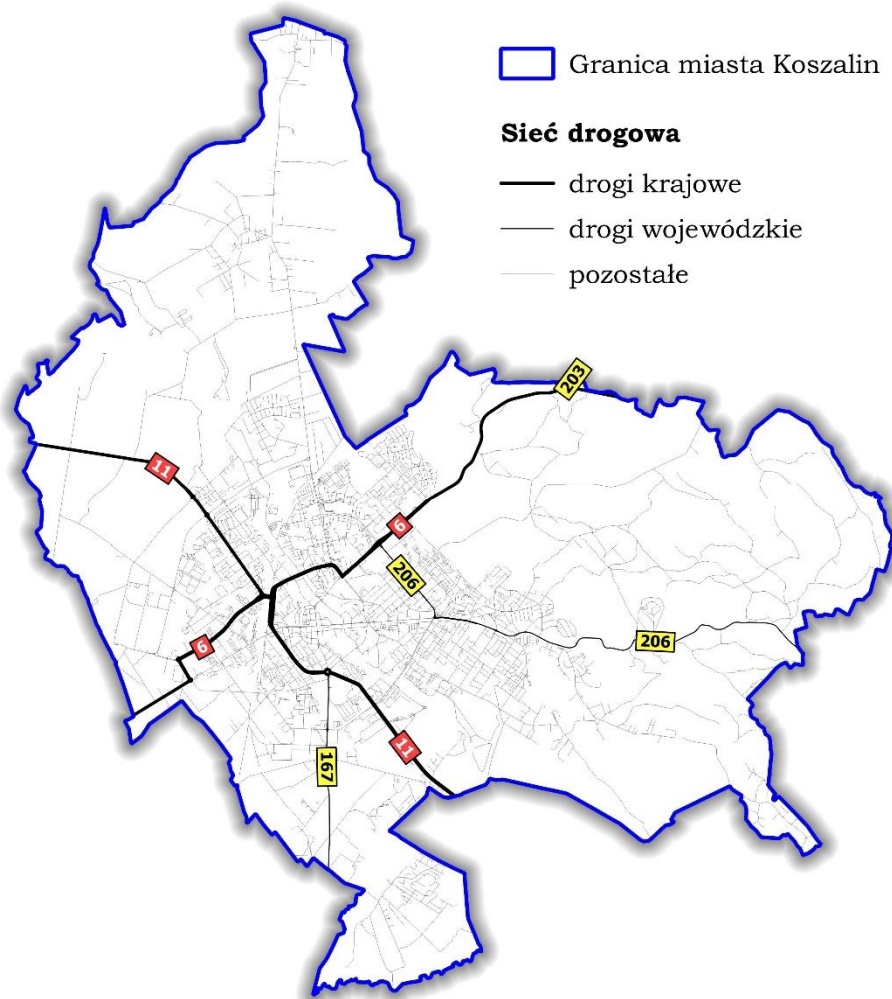 Granica miasta Koszalin
Sieć drogowa
drogi krajowe
drogi wojewódzkie
pozostałe
203
11
6
206
206
6
11
167